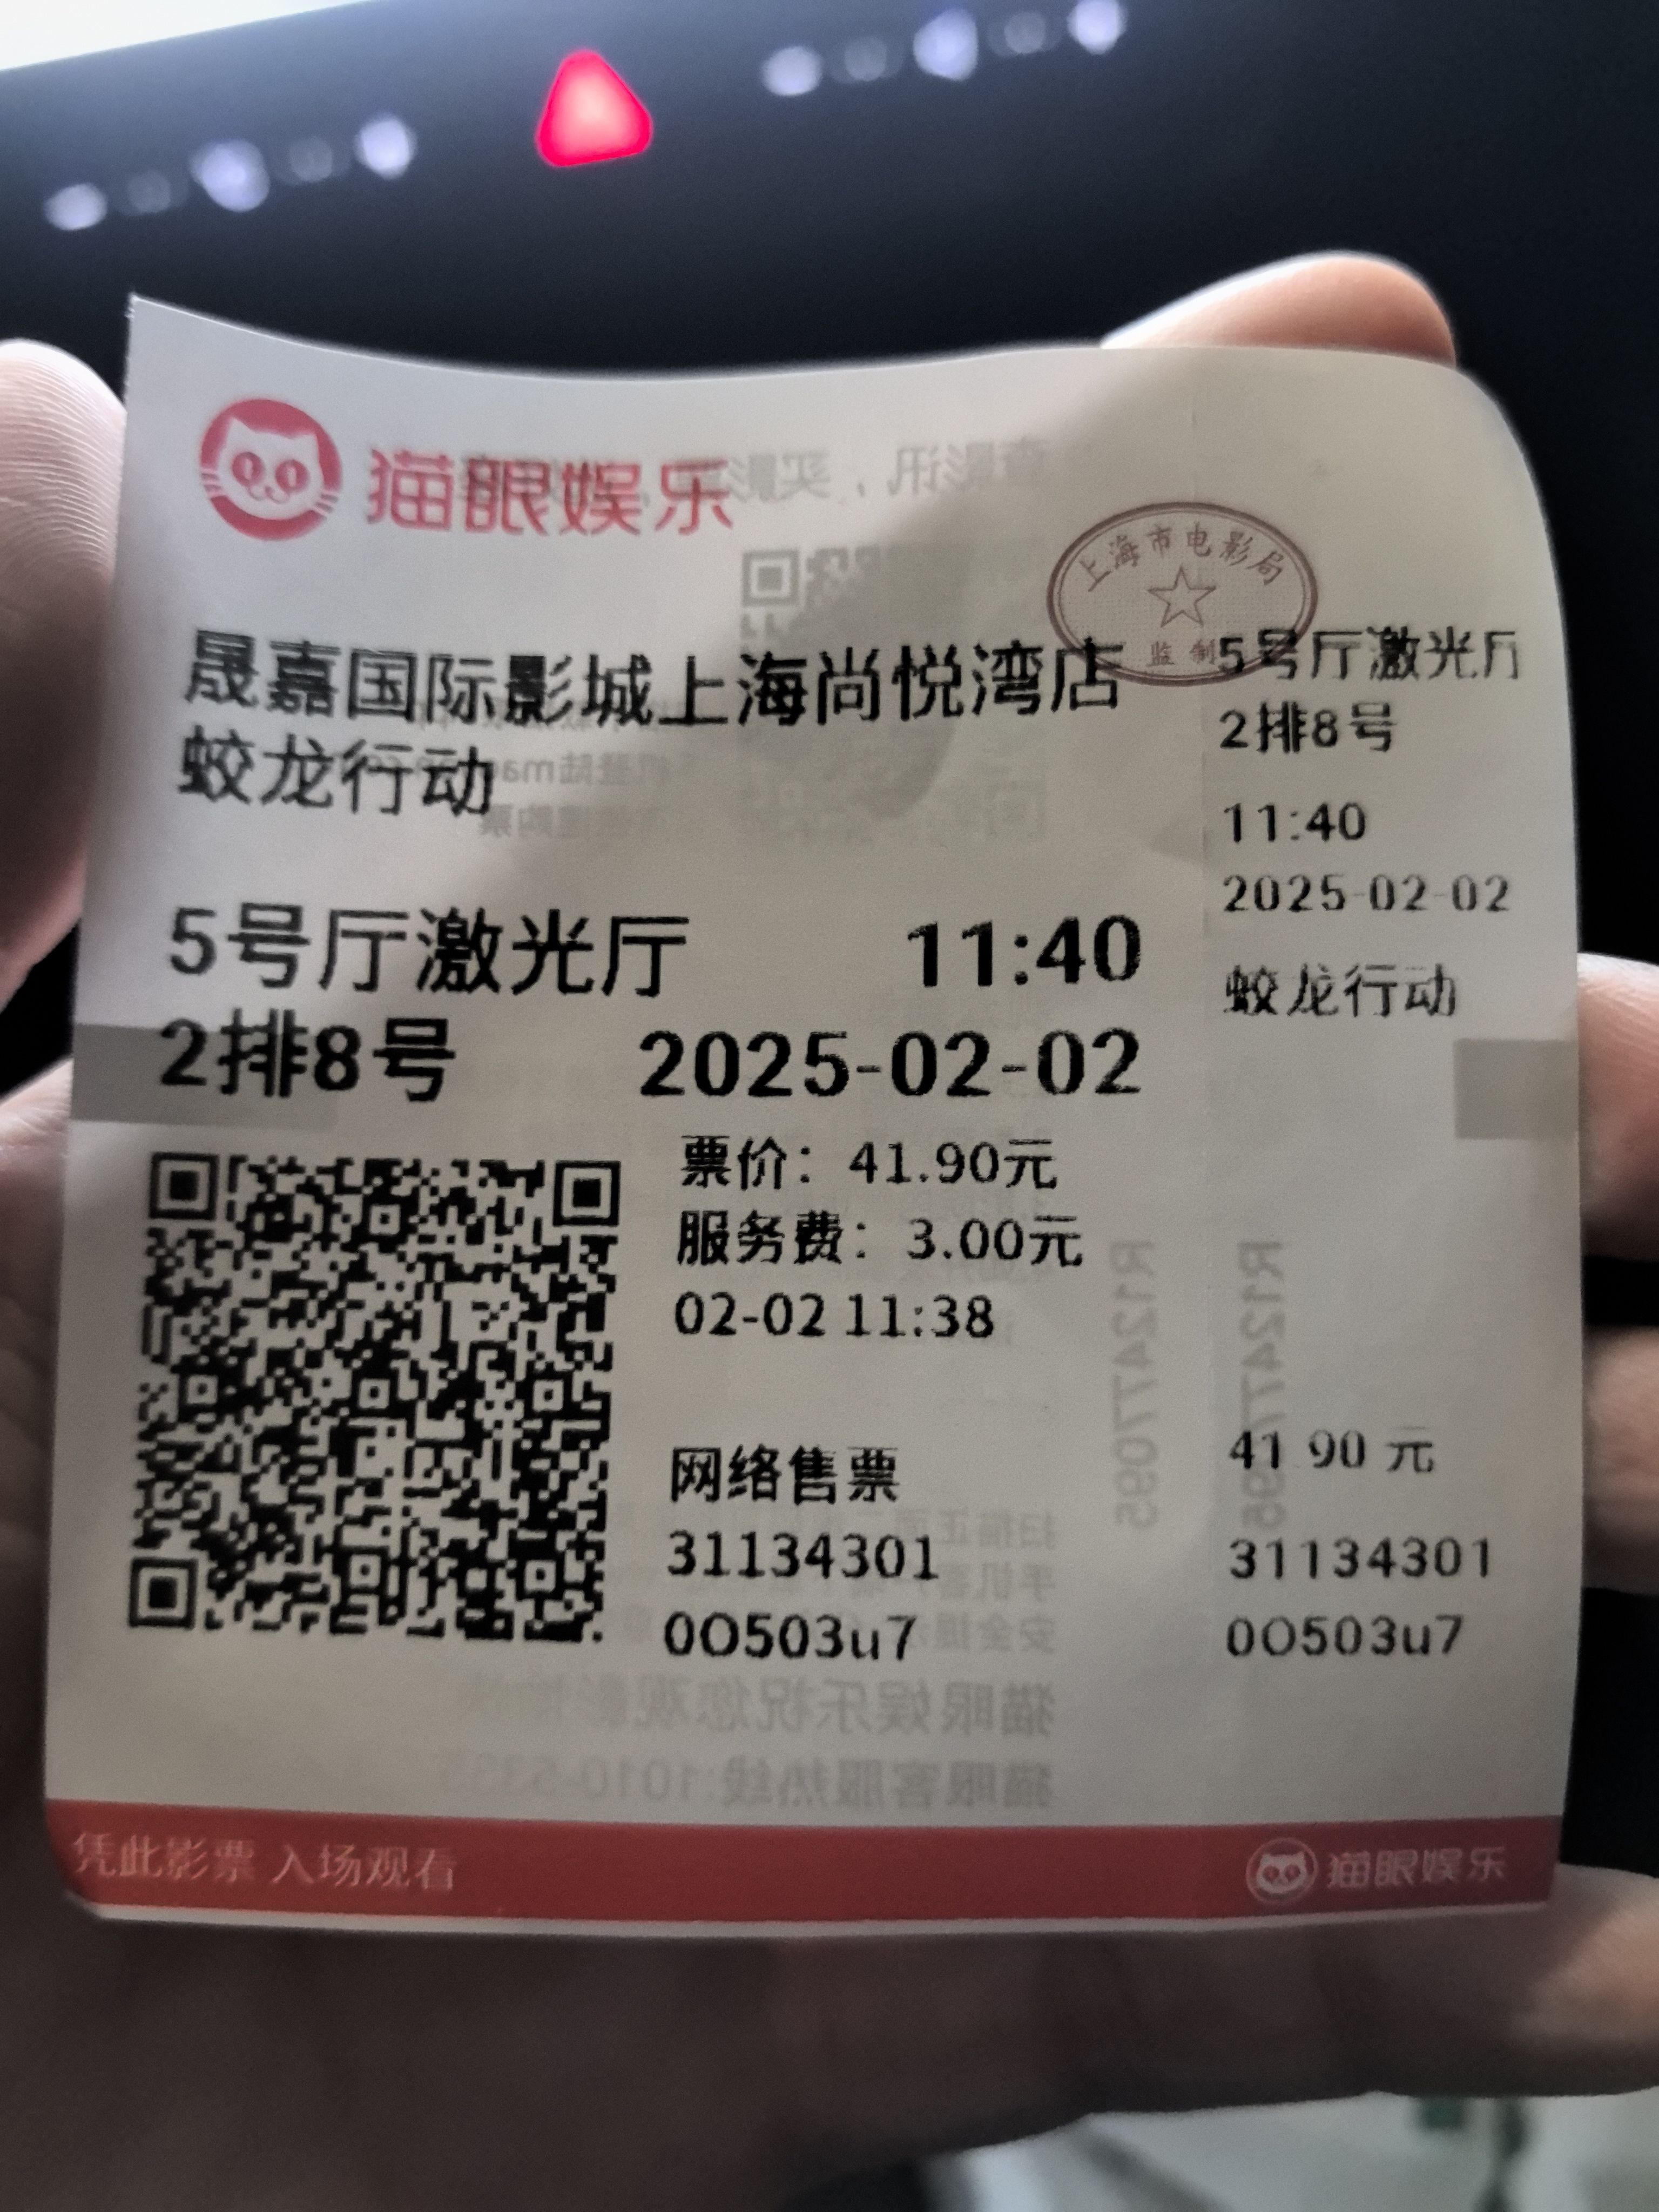 猫眼娱乐
上海市电影局
监制
晟嘉国际影城上海尚悦湾店
蛟龙行动
5号厅激光厅 11:40
2排8号 2025-02-02
票价：41.90元
服务费：3.00元
02-02 11:38
网络售票
31134301
0O503u7
5号厅激光厅
2排8号
11:40
2025-02-02
蛟龙行动
41 90 元
31134301
0O503u7
R124770095
凭此影票 入场观看
猫眼娱乐